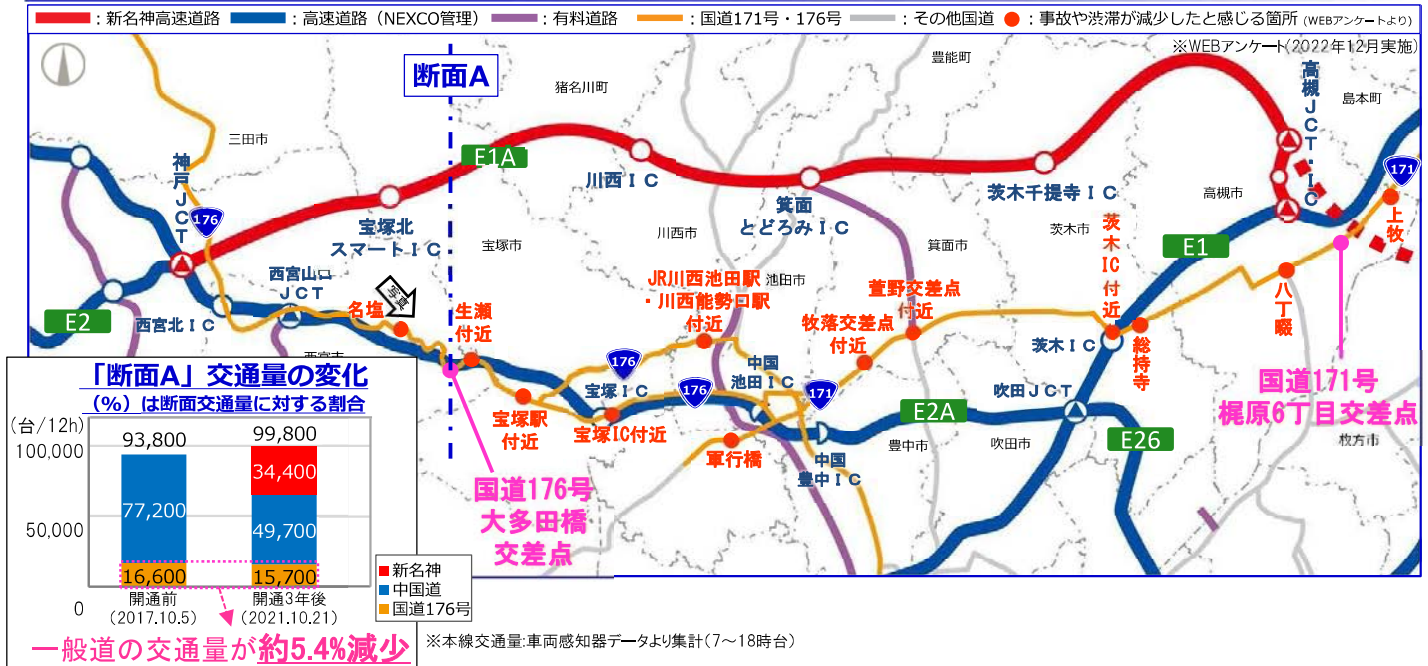 ：新名神高速道路 ：高速道路（NEXCO管理） ：有料道路 ：国道171号・176号 ：その他国道 ：事故や渋滞が減少したと感じる箇所（WEBアンケートより）
※WEBアンケート（2022年12月実施）
断面A
猪名川町
豊能町
島本町
高槻JCT・IC
三田市
神戸JCT
176
E1A
川西IC
宝塚北
スマートIC
宝塚市
川西市
箕面
とどろみIC
箕面市
茨木千提寺IC
茨木市
高槻市
171
上牧
E1
E2
西宮北IC
西宮山口
JCT
写真
名塩
生瀬
付近
JR川西池田駅
・川西能勢口駅
付近
池田市
萱野交差点
付近
牧落交差点
付近
茨木IC付近
茨木IC
総持寺
八丁畷
西宮市
176
宝塚IC
176
中国
池田IC
171
吹田JCT
E2A
国道171号
梶原6丁目交差点
宝塚駅
付近
宝塚IC付近
軍行橋
中国
豊中IC
豊中市
吹田市
E26
枚方市
国道176号
大多田橋
交差点
「断面A」交通量の変化
（%）は断面交通量に対する割合
(台/12h)
100,000
50,000
0
93,800
77,200
16,600
99,800
34,400
49,700
15,700
開通前
(2017.10.5)
開通3年後
(2021.10.21)
新名神
中国道
国道176号
一般道の交通量が約5.4%減少
※本線交通量:車両感知器データより集計(7～18時台)